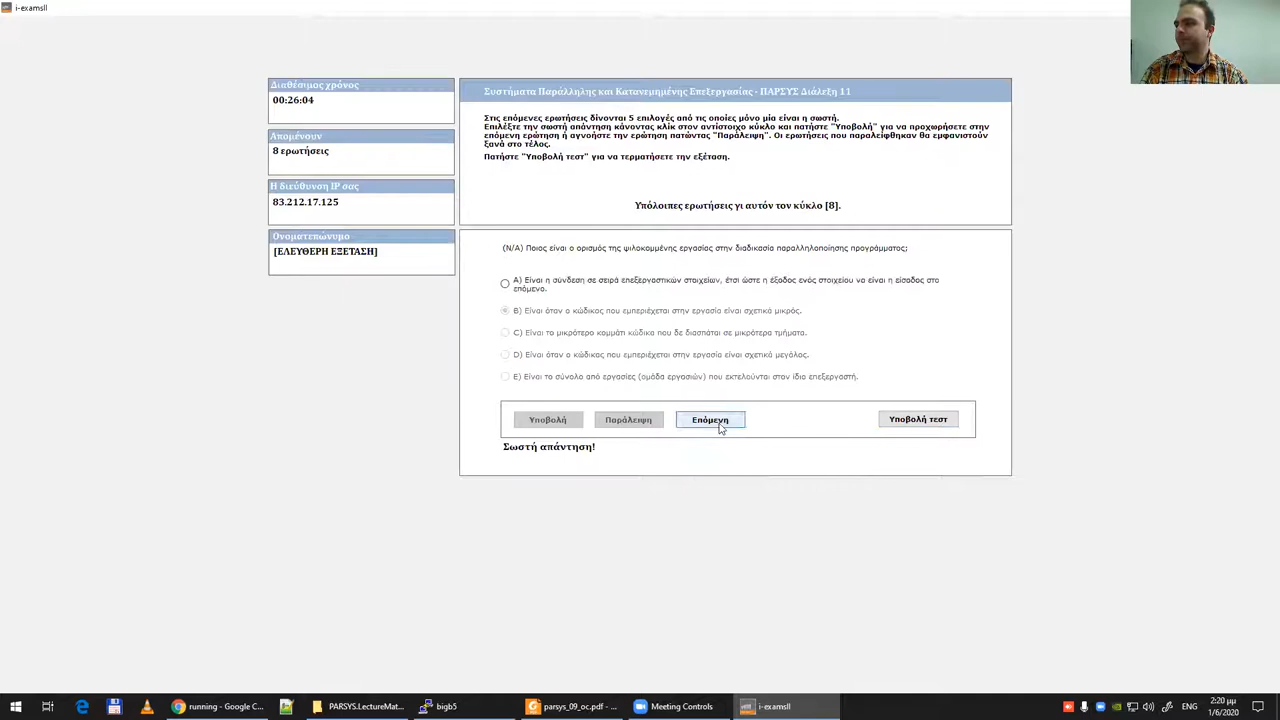 i-examsII
Διαθέσιμος χρόνος
00:26:04
Απομένουν
8 ερωτήσεις
Η διεύθυνση IP σας
83.212.17.125
Ονοματεπώνυμο
[ΕΛΕΥΘΕΡΗ ΕΞΕΤΑΣΗ]
Συστήματα Παράλληλης και Κατανεμημένης Επεξεργασίας - ΠΑΡΣΥΣ Διάλεξη 11
Στις επόμενες ερωτήσεις δίνονται 5 επιλογές από τις οποίες μόνο μία είναι η σωστή.
Επιλέξτε την σωστή απάντηση κάνοντας κλίκ στον αντίστοιχο κύκλο και πατήστε "Υποβολή" για να προχωρήσετε στην
επόμενη ερώτηση ή αγνοήστε την ερώτηση πατώντας "Παράλειψη". Οι ερωτήσεις που παραλείφθηκαν θα εμφανιστούν
ξανά στο τέλος.
Πατήστε "Υποβολή τεστ" για να τερματήσετε την εξέταση.
Υπόλοιπες ερωτήσεις γι αυτόν τον κύκλο [8].
(N/A) Ποιος είναι ο ορισμός της ψιλοκομμένης εργασίας στην διαδικασία παραλληλοποίησης προγράμματος;
A) Είναι η σύνδεση σε σειρά επεξεργαστικών στοιχείων, έτσι ώστε η έξοδος ενός στοιχείου να είναι η είσοδος στο
επόμενο.
B) Είναι όταν ο κώδικας που εμπεριέχεται στην εργασία είναι σχετικά μικρός.
C) Είναι το μικρότερο κομμάτι κώδικα που δε διασπάται σε μικρότερα τμήματα.
D) Είναι όταν ο κώδικας που εμπεριέχεται στην εργασία είναι σχετικά μεγάλος.
E) Είναι το σύνολο από εργασίες (ομάδα εργασιών) που εκτελούνται στον ίδιο επεξεργαστή.
Υποβολή Παράλειψη Επόμενη Υποβολή τεστ
Σωστή απάντηση!
running - Google C... PARSYS.LectureMat... bigb5 parsys_09_oc.pdf - ... Meeting Controls i-examsII ENG 2:20 μμ
1/6/2020